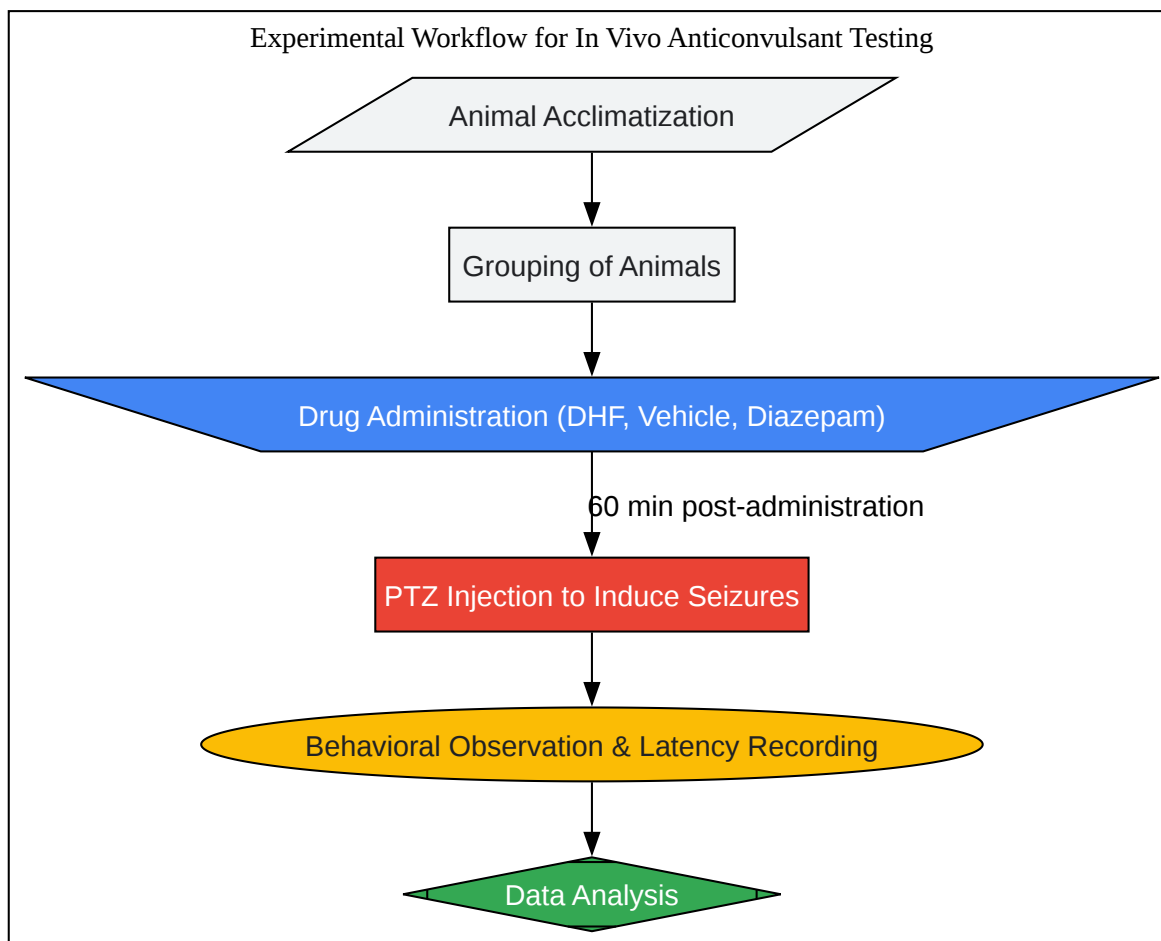 Experimental Workflow for In Vivo Anticonvulsant Testing
Animal Acclimatization
Grouping of Animals
Drug Administration (DHF, Vehicle, Diazepam)
60 min post-administration
PTZ Injection to Induce Seizures
Behavioral Observation & Latency Recording
Data Analysis